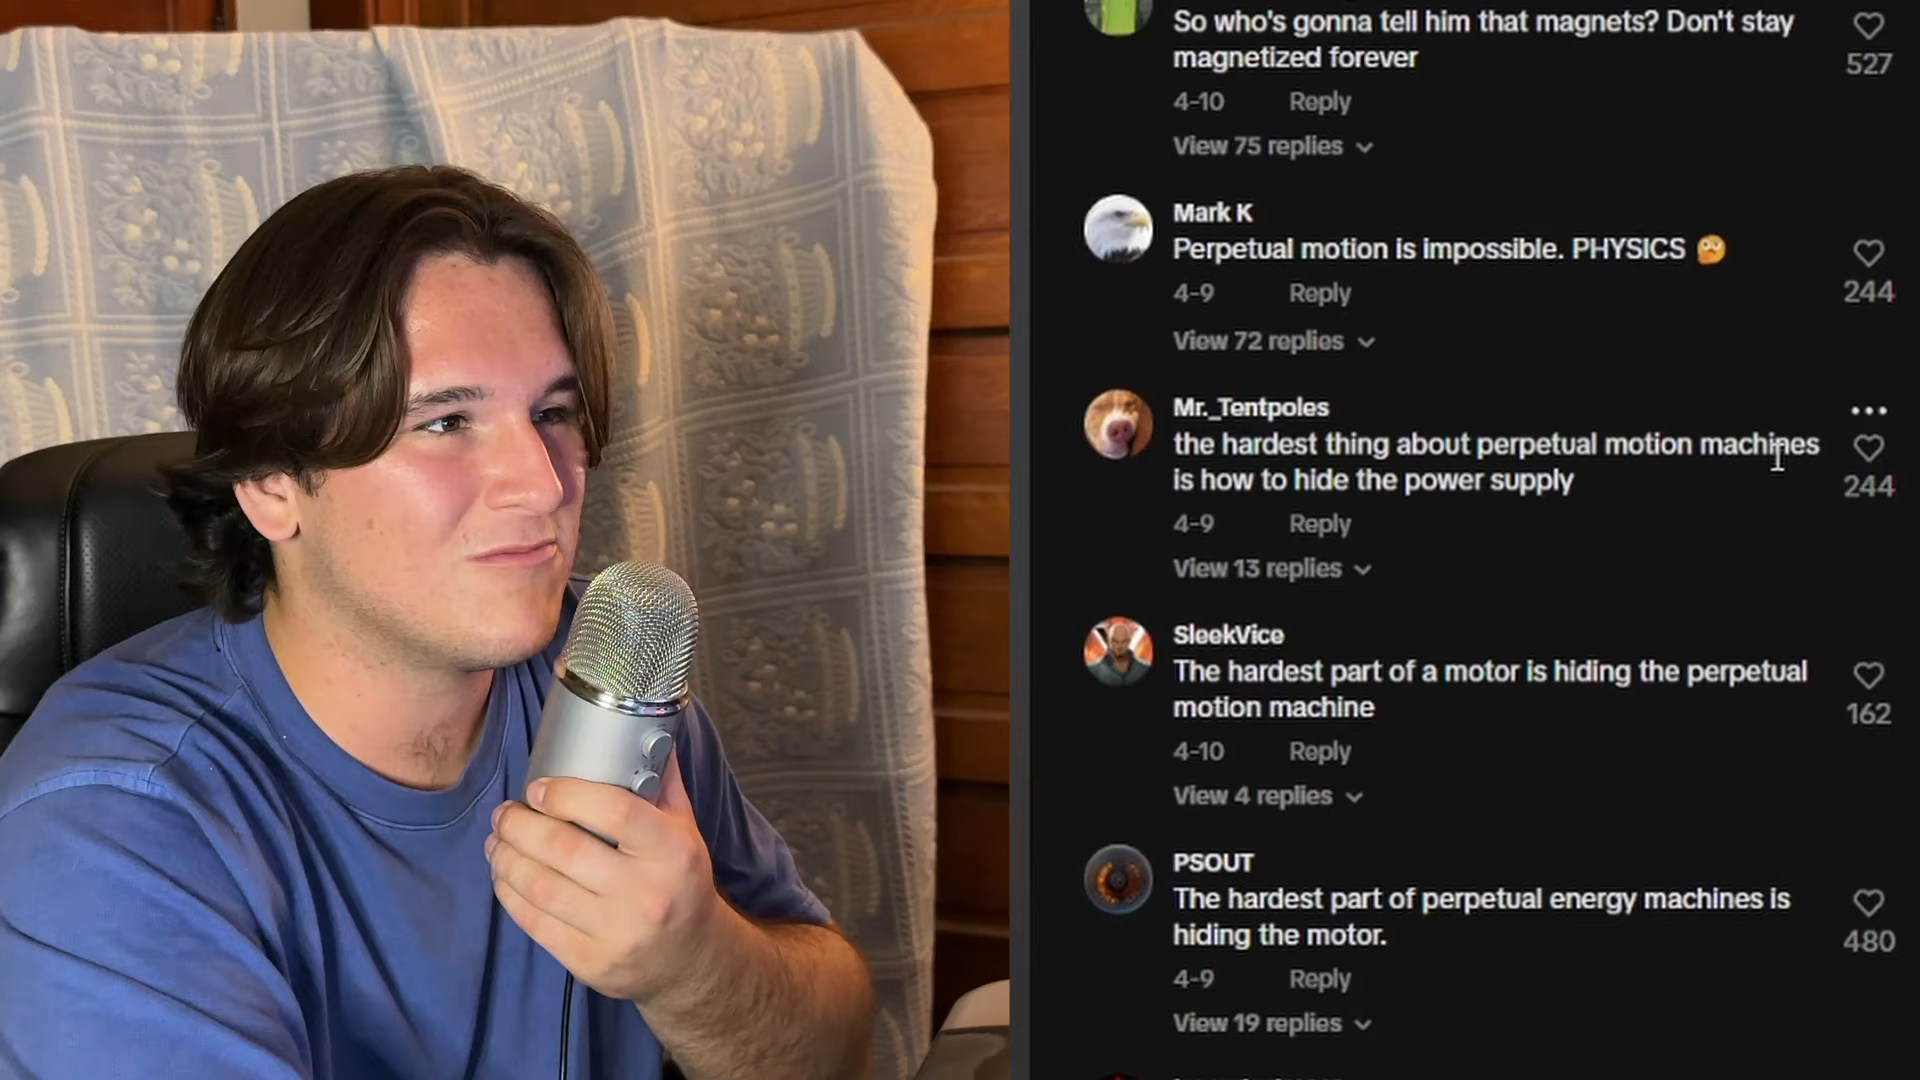 So who's gonna tell him that magnets? Don't stay
magnetized forever
527
4-10 Reply
View 75 replies
Mark K
Perpetual motion is impossible. PHYSICS
244
4-9 Reply
View 72 replies
Mr._Tentpoles
the hardest thing about perpetual motion machines
is how to hide the power supply
244
4-9 Reply
View 13 replies
SleekVice
The hardest part of a motor is hiding the perpetual
motion machine
162
4-10 Reply
View 4 replies
PSOUT
The hardest part of perpetual energy machines is
hiding the motor.
480
4-9 Reply
View 19 replies